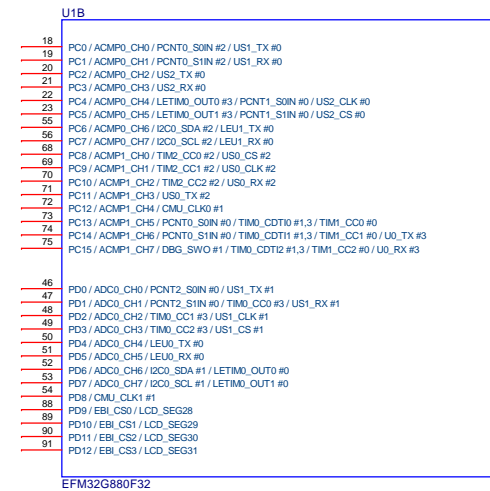 U1B
18 PC0 / ACMP0_CH0 / PCNT0_S0IN #2 / US1_TX #0
19 PC1 / ACMP0_CH1 / PCNT0_S1IN #2 / US1_RX #0
20 PC2 / ACMP0_CH2 / US2_TX #0
21 PC3 / ACMP0_CH3 / US2_RX #0
22 PC4 / ACMP0_CH4 / LETIM0_OUT0 #3 / PCNT1_S0IN #0 / US2_CLK #0
23 PC5 / ACMP0_CH5 / LETIM0_OUT1 #3 / PCNT1_S1IN #0 / US2_CS #0
55 PC6 / ACMP0_CH6 / I2C0_SDA #2 / LEU1_TX #0
56 PC7 / ACMP0_CH7 / I2C0_SCL #2 / LEU1_RX #0
68 PC8 / ACMP1_CH0 / TIM2_CC0 #2 / US0_CS #2
69 PC9 / ACMP1_CH1 / TIM2_CC1 #2 / US0_CLK #2
70 PC10 / ACMP1_CH2 / TIM2_CC2 #2 / US0_RX #2
71 PC11 / ACMP1_CH3 / US0_TX #2
72 PC12 / ACMP1_CH4 / CMU_CLK0 #1
73 PC13 / ACMP1_CH5 / PCNT0_S0IN #0 / TIM0_CDTI0 #1,3 / TIM1_CC0 #0
74 PC14 / ACMP1_CH6 / PCNT0_S1IN #0 / TIM0_CDTI1 #1,3 / TIM1_CC1 #0 / U0_TX #3
75 PC15 / ACMP1_CH7 / DBG_SWO #1 / TIM0_CDTI2 #1,3 / TIM1_CC2 #0 / U0_RX #3
46 PD0 / ADC0_CH0 / PCNT2_S0IN #0 / US1_TX #1
47 PD1 / ADC0_CH1 / PCNT2_S1IN #0 / TIM0_CC0 #3 / US1_RX #1
48 PD2 / ADC0_CH2 / TIM0_CC1 #3 / US1_CLK #1
49 PD3 / ADC0_CH3 / TIM0_CC2 #3 / US1_CS #1
50 PD4 / ADC0_CH4 / LEU0_TX #0
51 PD5 / ADC0_CH5 / LEU0_RX #0
52 PD6 / ADC0_CH6 / I2C0_SDA #1 / LETIM0_OUT0 #0
53 PD7 / ADC0_CH7 / I2C0_SCL #1 / LETIM0_OUT1 #0
54 PD8 / CMU_CLK1 #1
88 PD9 / EBI_CS0 / LCD_SEG28
89 PD10 / EBI_CS1 / LCD_SEG29
90 PD11 / EBI_CS2 / LCD_SEG30
91 PD12 / EBI_CS3 / LCD_SEG31
EFM32G880F32